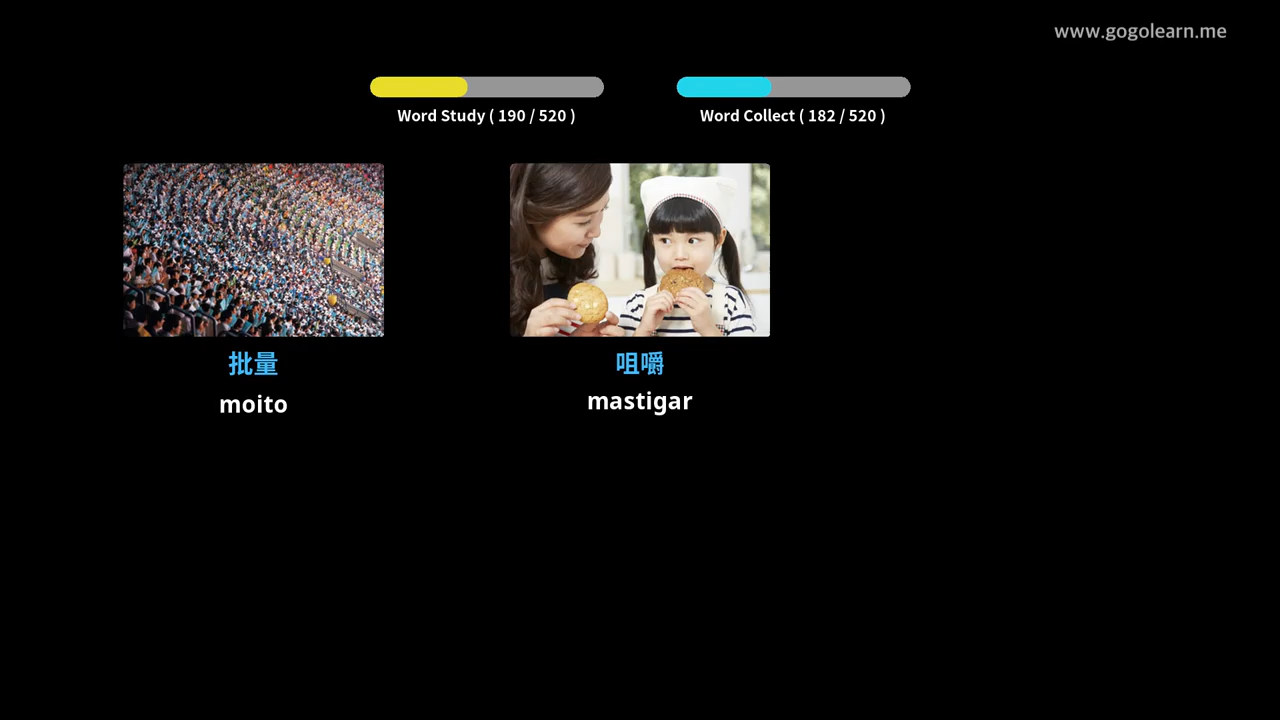 www.gogolearn.me
Word Study ( 190 / 520 )
Word Collect ( 182 / 520 )
批量
moito
咀嚼
mastigar